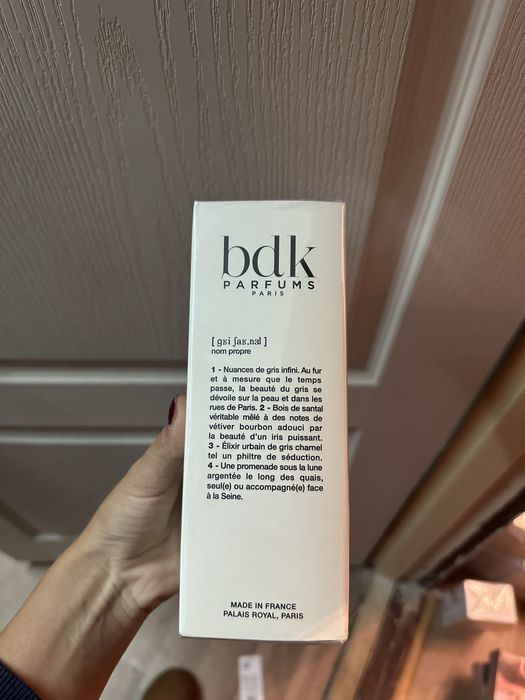 bdk
PARFUMS
PARIS
[ gʁi ʃaʁ.nɘl ]
nom propre
1 - Nuances de gris infini. Au fur
et à mesure que le temps
passe, la beauté du gris se
dévoile sur la peau et dans les
rues de Paris. 2 - Bois de santal
véritable mêlé à des notes de
vétiver bourbon adouci par
la beauté d'un iris puissant.
3 - Élixir urbain de gris charnel
tel un philtre de séduction.
4 - Une promenade sous la lune
argentée le long des quais,
seul(e) ou accompagné(e) face
à la Seine.
MADE IN FRANCE
PALAIS ROYAL, PARIS